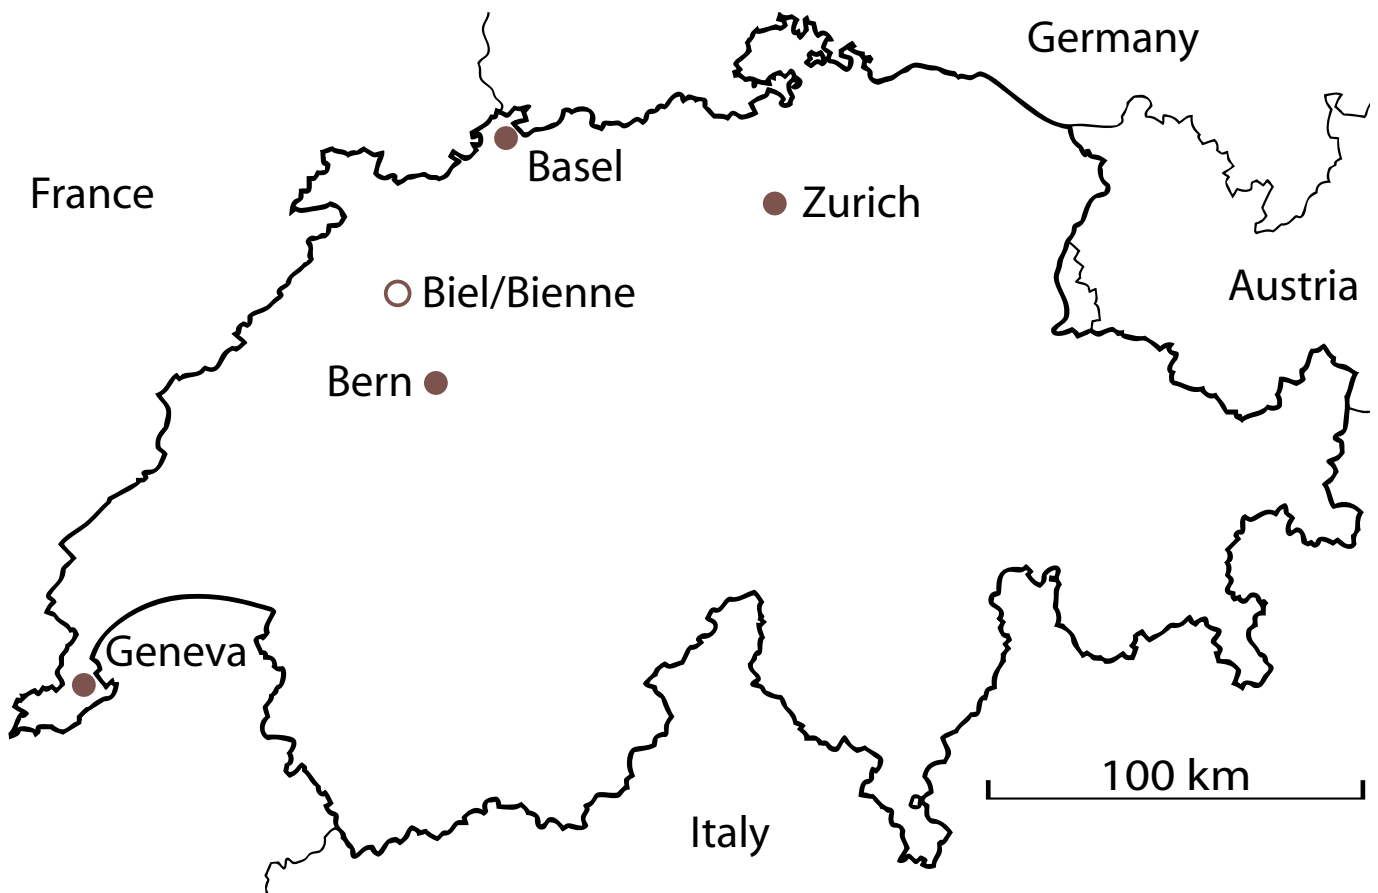 Germany
Basel
France
Zurich
Biel/Bienne
Austria
Bern
Geneva
100 km
Italy